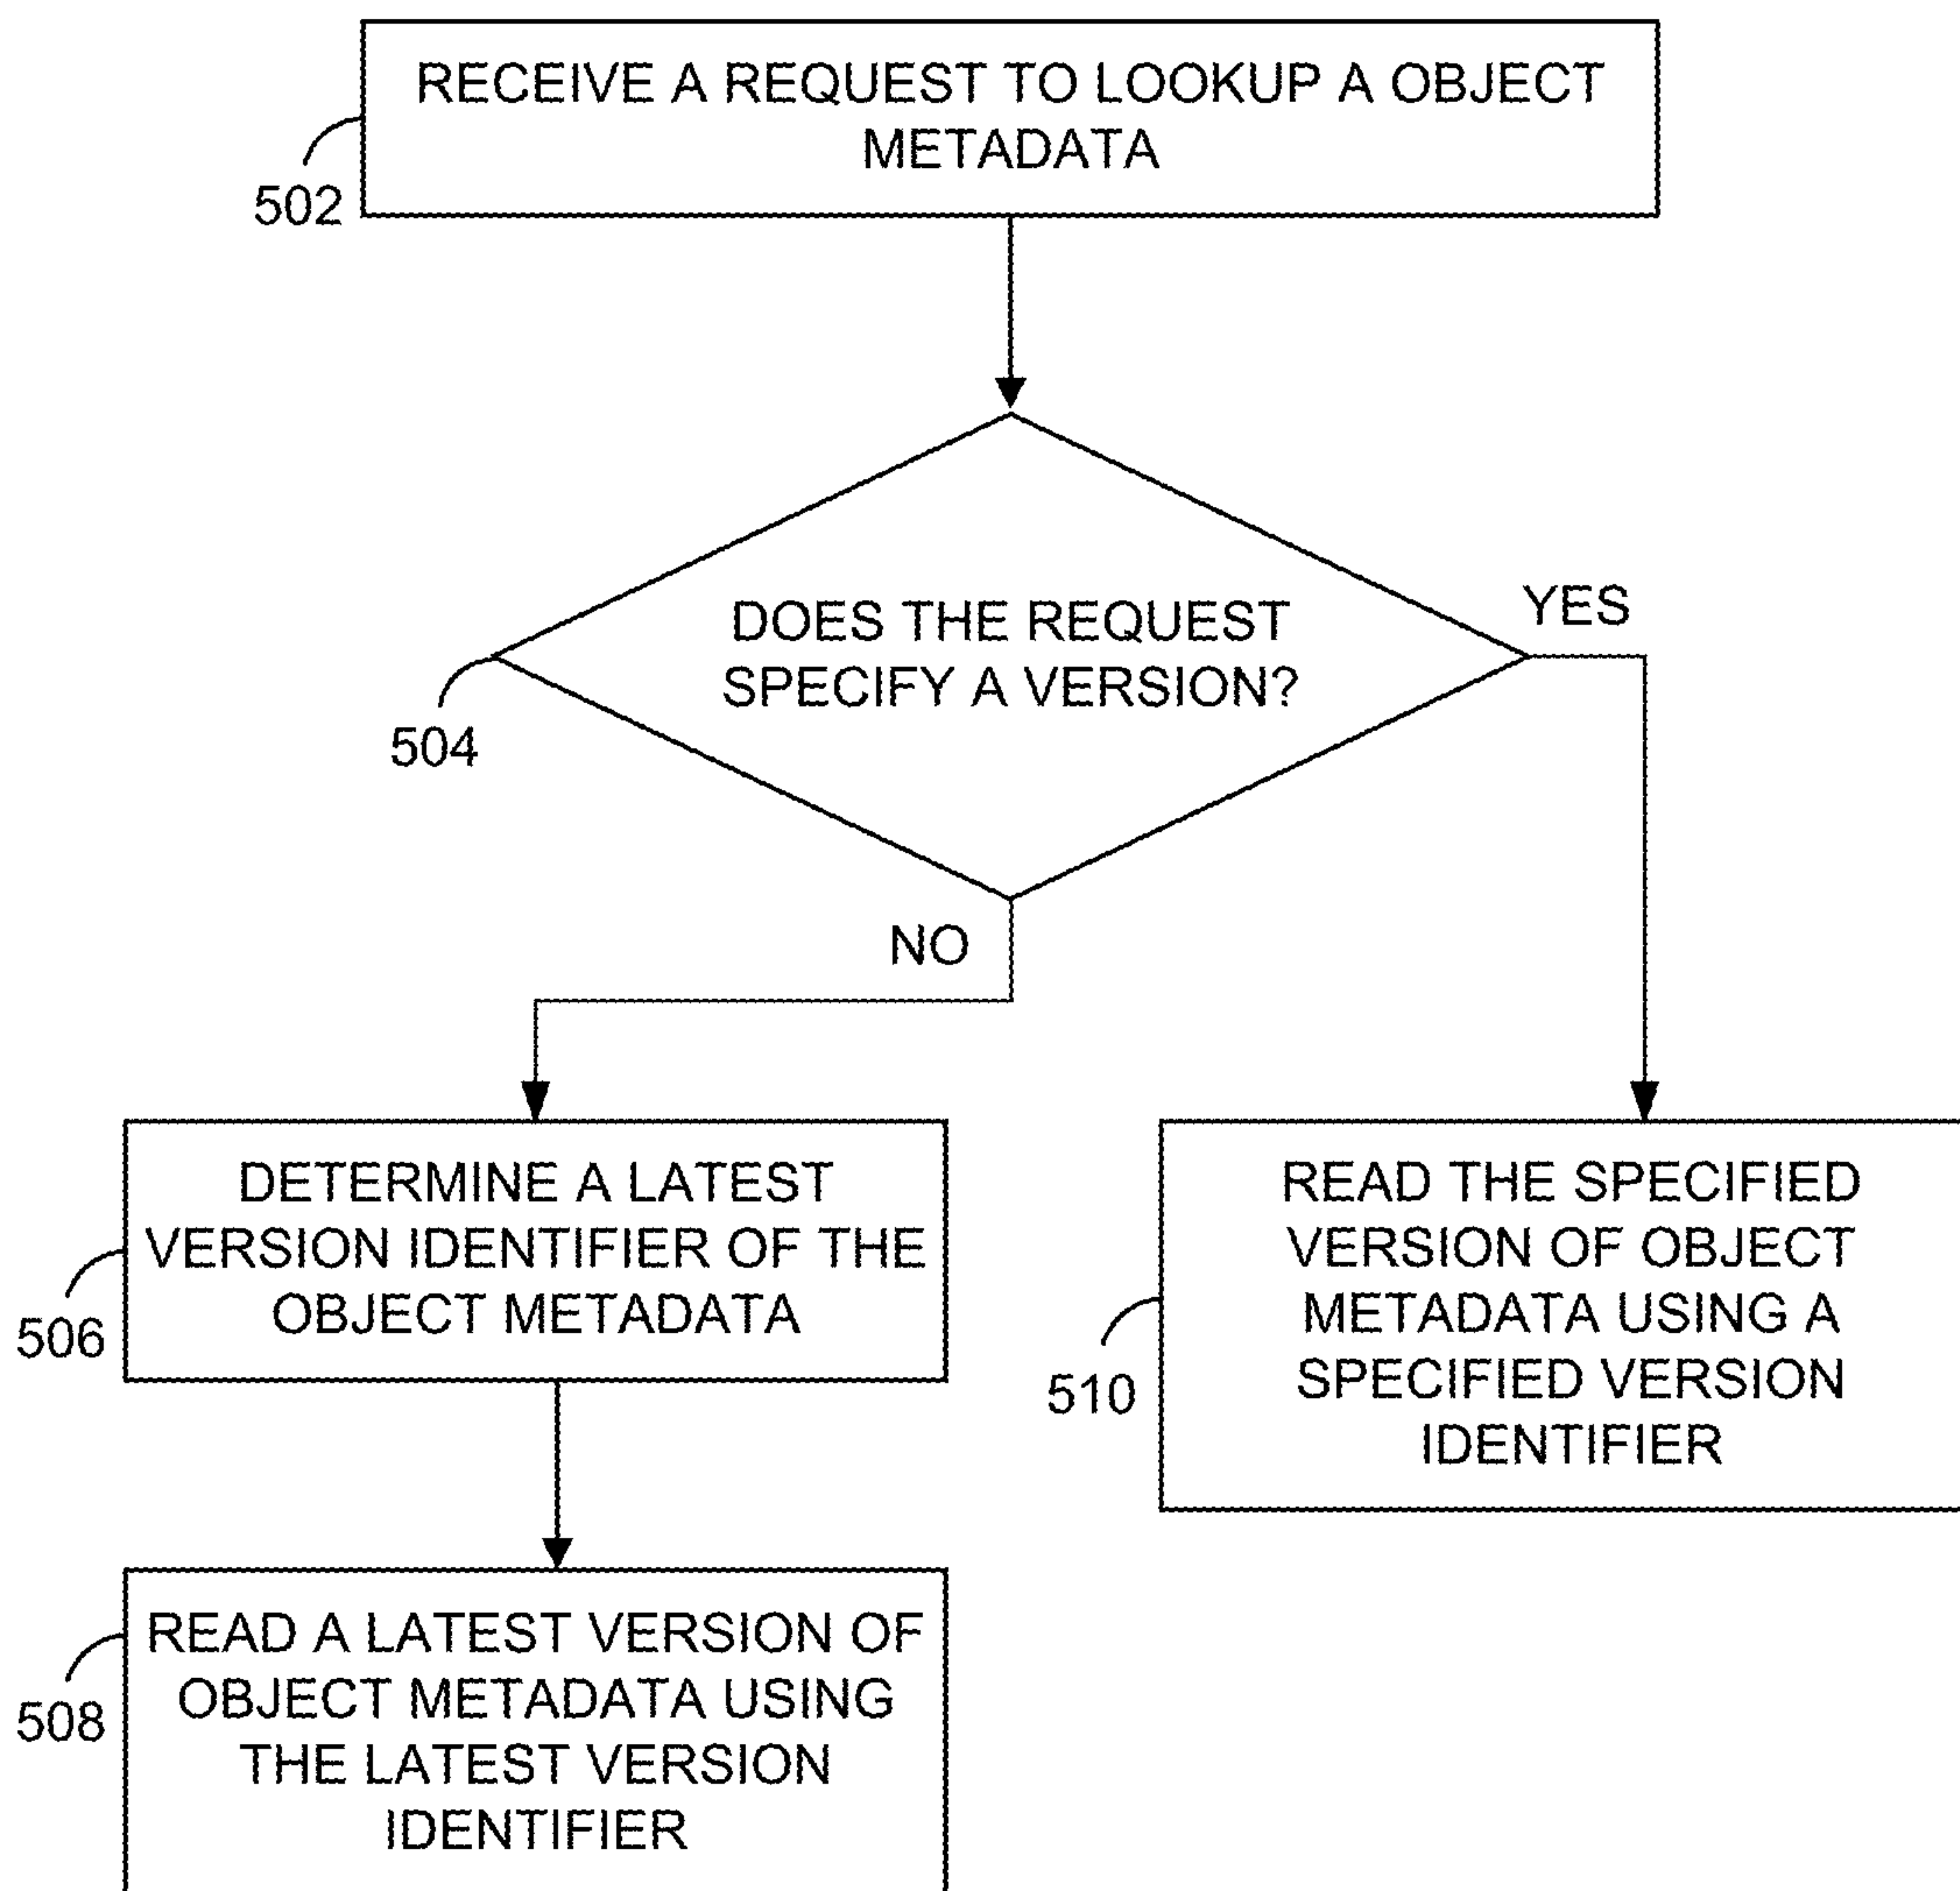 RECEIVE A REQUEST TO LOOKUP A OBJECT
METADATA
502
DOES THE REQUEST
SPECIFY A VERSION?
YES
504
NO
DETERMINE A LATEST
VERSION IDENTIFIER OF THE
OBJECT METADATA
506
READ THE SPECIFIED
VERSION OF OBJECT
METADATA USING A
SPECIFIED VERSION
IDENTIFIER
510
READ A LATEST VERSION OF
OBJECT METADATA USING
THE LATEST VERSION
IDENTIFIER
508